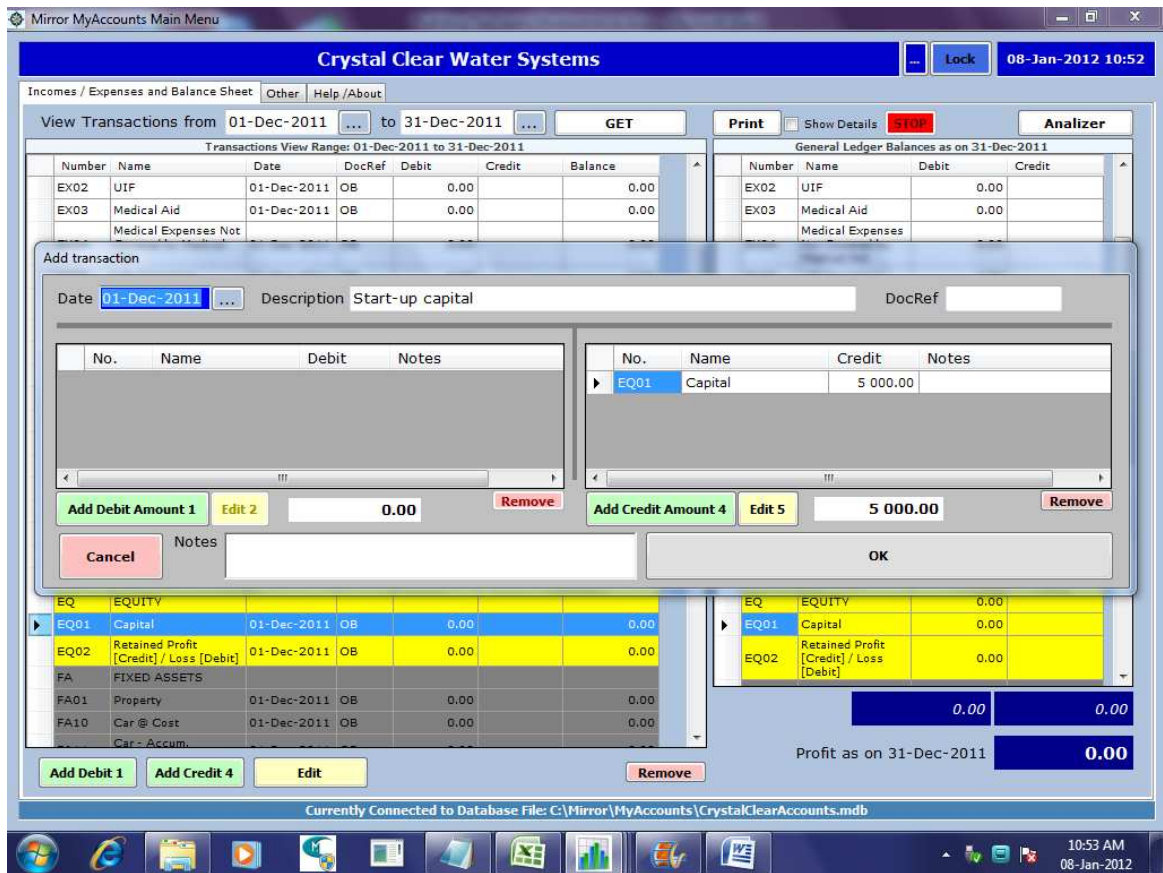 Mirror MyAccounts Main Menu
Crystal Clear Water Systems
... Lock 08-Jan-2012 10:52
Incomes / Expenses and Balance Sheet Other Help /About
View Transactions from 01-Dec-2011 ... to 31-Dec-2011 ... GET Print Show Details STOP Analizer
Transactions View Range: 01-Dec-2011 to 31-Dec-2011 General Ledger Balances as on 31-Dec-2011
Number Name Date DocRef Debit Credit Balance Number Name Debit Credit
EX02 UIF 01-Dec-2011 OB 0.00 0.00 EX02 UIF 0.00
EX03 Medical Aid 01-Dec-2011 OB 0.00 0.00 EX03 Medical Aid 0.00
Medical Expenses Not Medical Expenses
Add transaction
Date 01-Dec-2011 ... Description Start-up capital DocRef
No. Name Debit Notes No. Name Credit Notes
EQ01 Capital 5 000.00
Add Debit Amount 1 Edit 2 0.00 Remove Add Credit Amount 4 Edit 5 5 000.00 Remove
Cancel Notes OK
EQ EQUITY EQ EQUITY 0.00
EQ01 Capital 01-Dec-2011 OB 0.00 0.00 EQ01 Capital 0.00
EQ02 Retained Profit [Credit] / Loss [Debit] 01-Dec-2011 OB 0.00 0.00 EQ02 Retained Profit [Credit] / Loss [Debit] 0.00
FA FIXED ASSETS
FA01 Property 01-Dec-2011 OB 0.00 0.00
FA10 Car @ Cost 01-Dec-2011 OB 0.00 0.00
Car - Accum.
0.00 0.00
Profit as on 31-Dec-2011 0.00
Add Debit 1 Add Credit 4 Edit Remove
Currently Connected to Database File: C:\Mirror\MyAccounts\CrystalClearAccounts.mdb
10:53 AM
08-Jan-2012